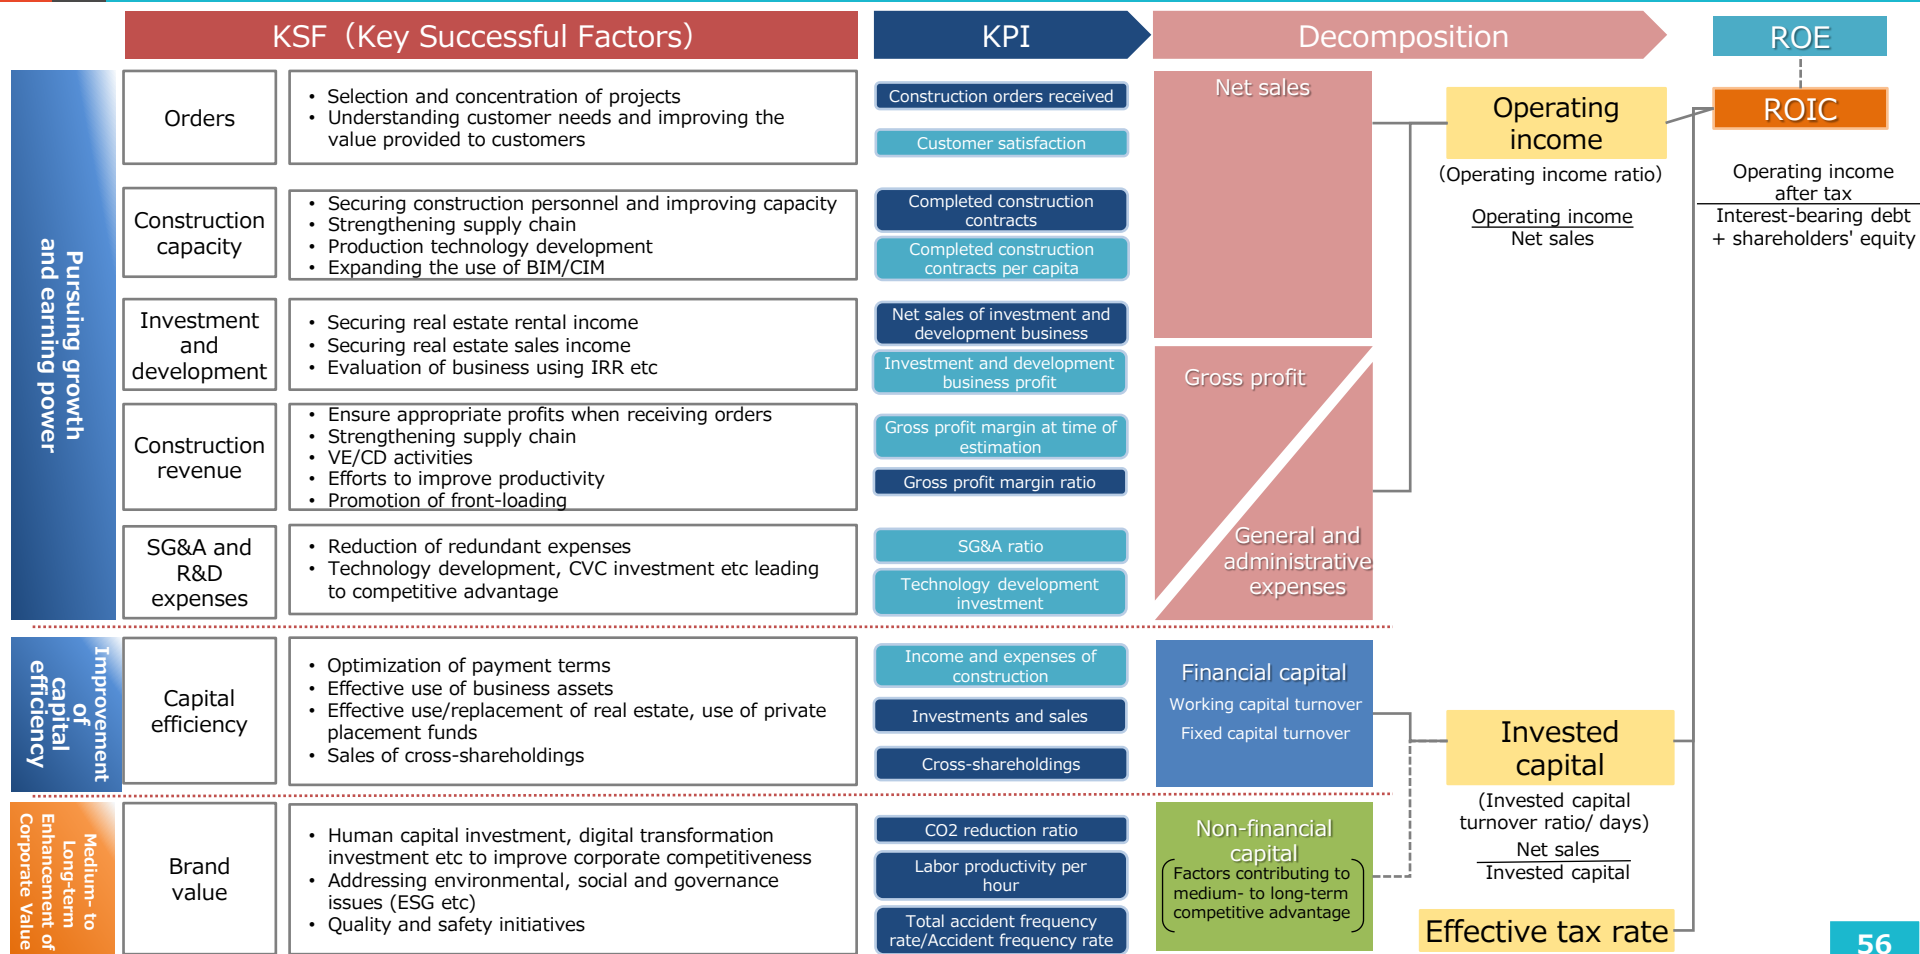 KSF（Key Successful Factors）
KPI
Decomposition
ROE
ROIC
Operating income
after tax
Interest-bearing debt
+ shareholders' equity
Pursuing growth
and earning power
Orders
• Selection and concentration of projects
• Understanding customer needs and improving the
value provided to customers
Construction orders received
Customer satisfaction
Construction
capacity
• Securing construction personnel and improving capacity
• Strengthening supply chain
• Production technology development
• Expanding the use of BIM/CIM
Completed construction
contracts
Completed construction
contracts per capita
Investment
and
development
• Securing real estate rental income
• Securing real estate sales income
• Evaluation of business using IRR etc
Net sales of investment and
development business
Investment and development
business profit
Construction
revenue
• Ensure appropriate profits when receiving orders
• Strengthening supply chain
• VE/CD activities
• Efforts to improve productivity
• Promotion of front-loading
Gross profit margin at time of
estimation
Gross profit margin ratio
SG&A and
R&D
expenses
• Reduction of redundant expenses
• Technology development, CVC investment etc leading
to competitive advantage
SG&A ratio
Technology development
investment
Net sales
Gross profit
General and
administrative
expenses
Operating
income
（Operating income ratio）
Operating income
Net sales
Improvement
of
capital
efficiency
Capital
efficiency
• Optimization of payment terms
• Effective use of business assets
• Effective use/replacement of real estate, use of private
placement funds
• Sales of cross-shareholdings
Income and expenses of
construction
Investments and sales
Cross-shareholdings
Financial capital
Working capital turnover
Fixed capital turnover
Invested
capital
(Invested capital
turnover ratio/ days)
Net sales
Invested capital
Medium- to
Long-term
Enhancement of
Corporate Value
Brand
value
• Human capital investment, digital transformation
investment etc to improve corporate competitiveness
• Addressing environmental, social and governance
issues (ESG etc)
• Quality and safety initiatives
CO2 reduction ratio
Labor productivity per
hour
Total accident frequency
rate/Accident frequency rate
Non-financial
capital
Factors contributing to
medium- to long-term
competitive advantage
Effective tax rate
56